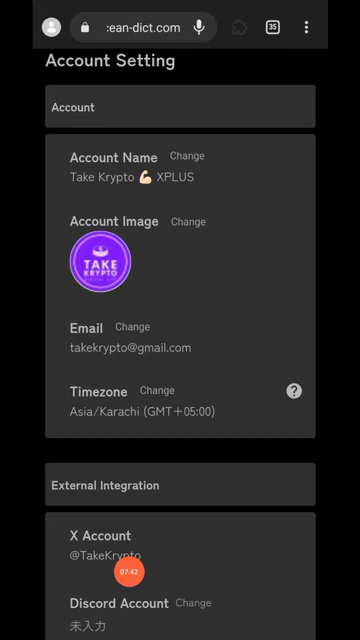 :ean-dict.com
35
Account Setting
Account
Account Name Change
Take Krypto 💪🏻 XPLUS
Account Image Change
TAKE
KRYPTO
Email Change
takekrypto@gmail.com
Timezone Change
?
Asia/Karachi (GMT+05:00)
External Integration
X Account
@TakeKrypto
07:42
Discord Account Change
未入力